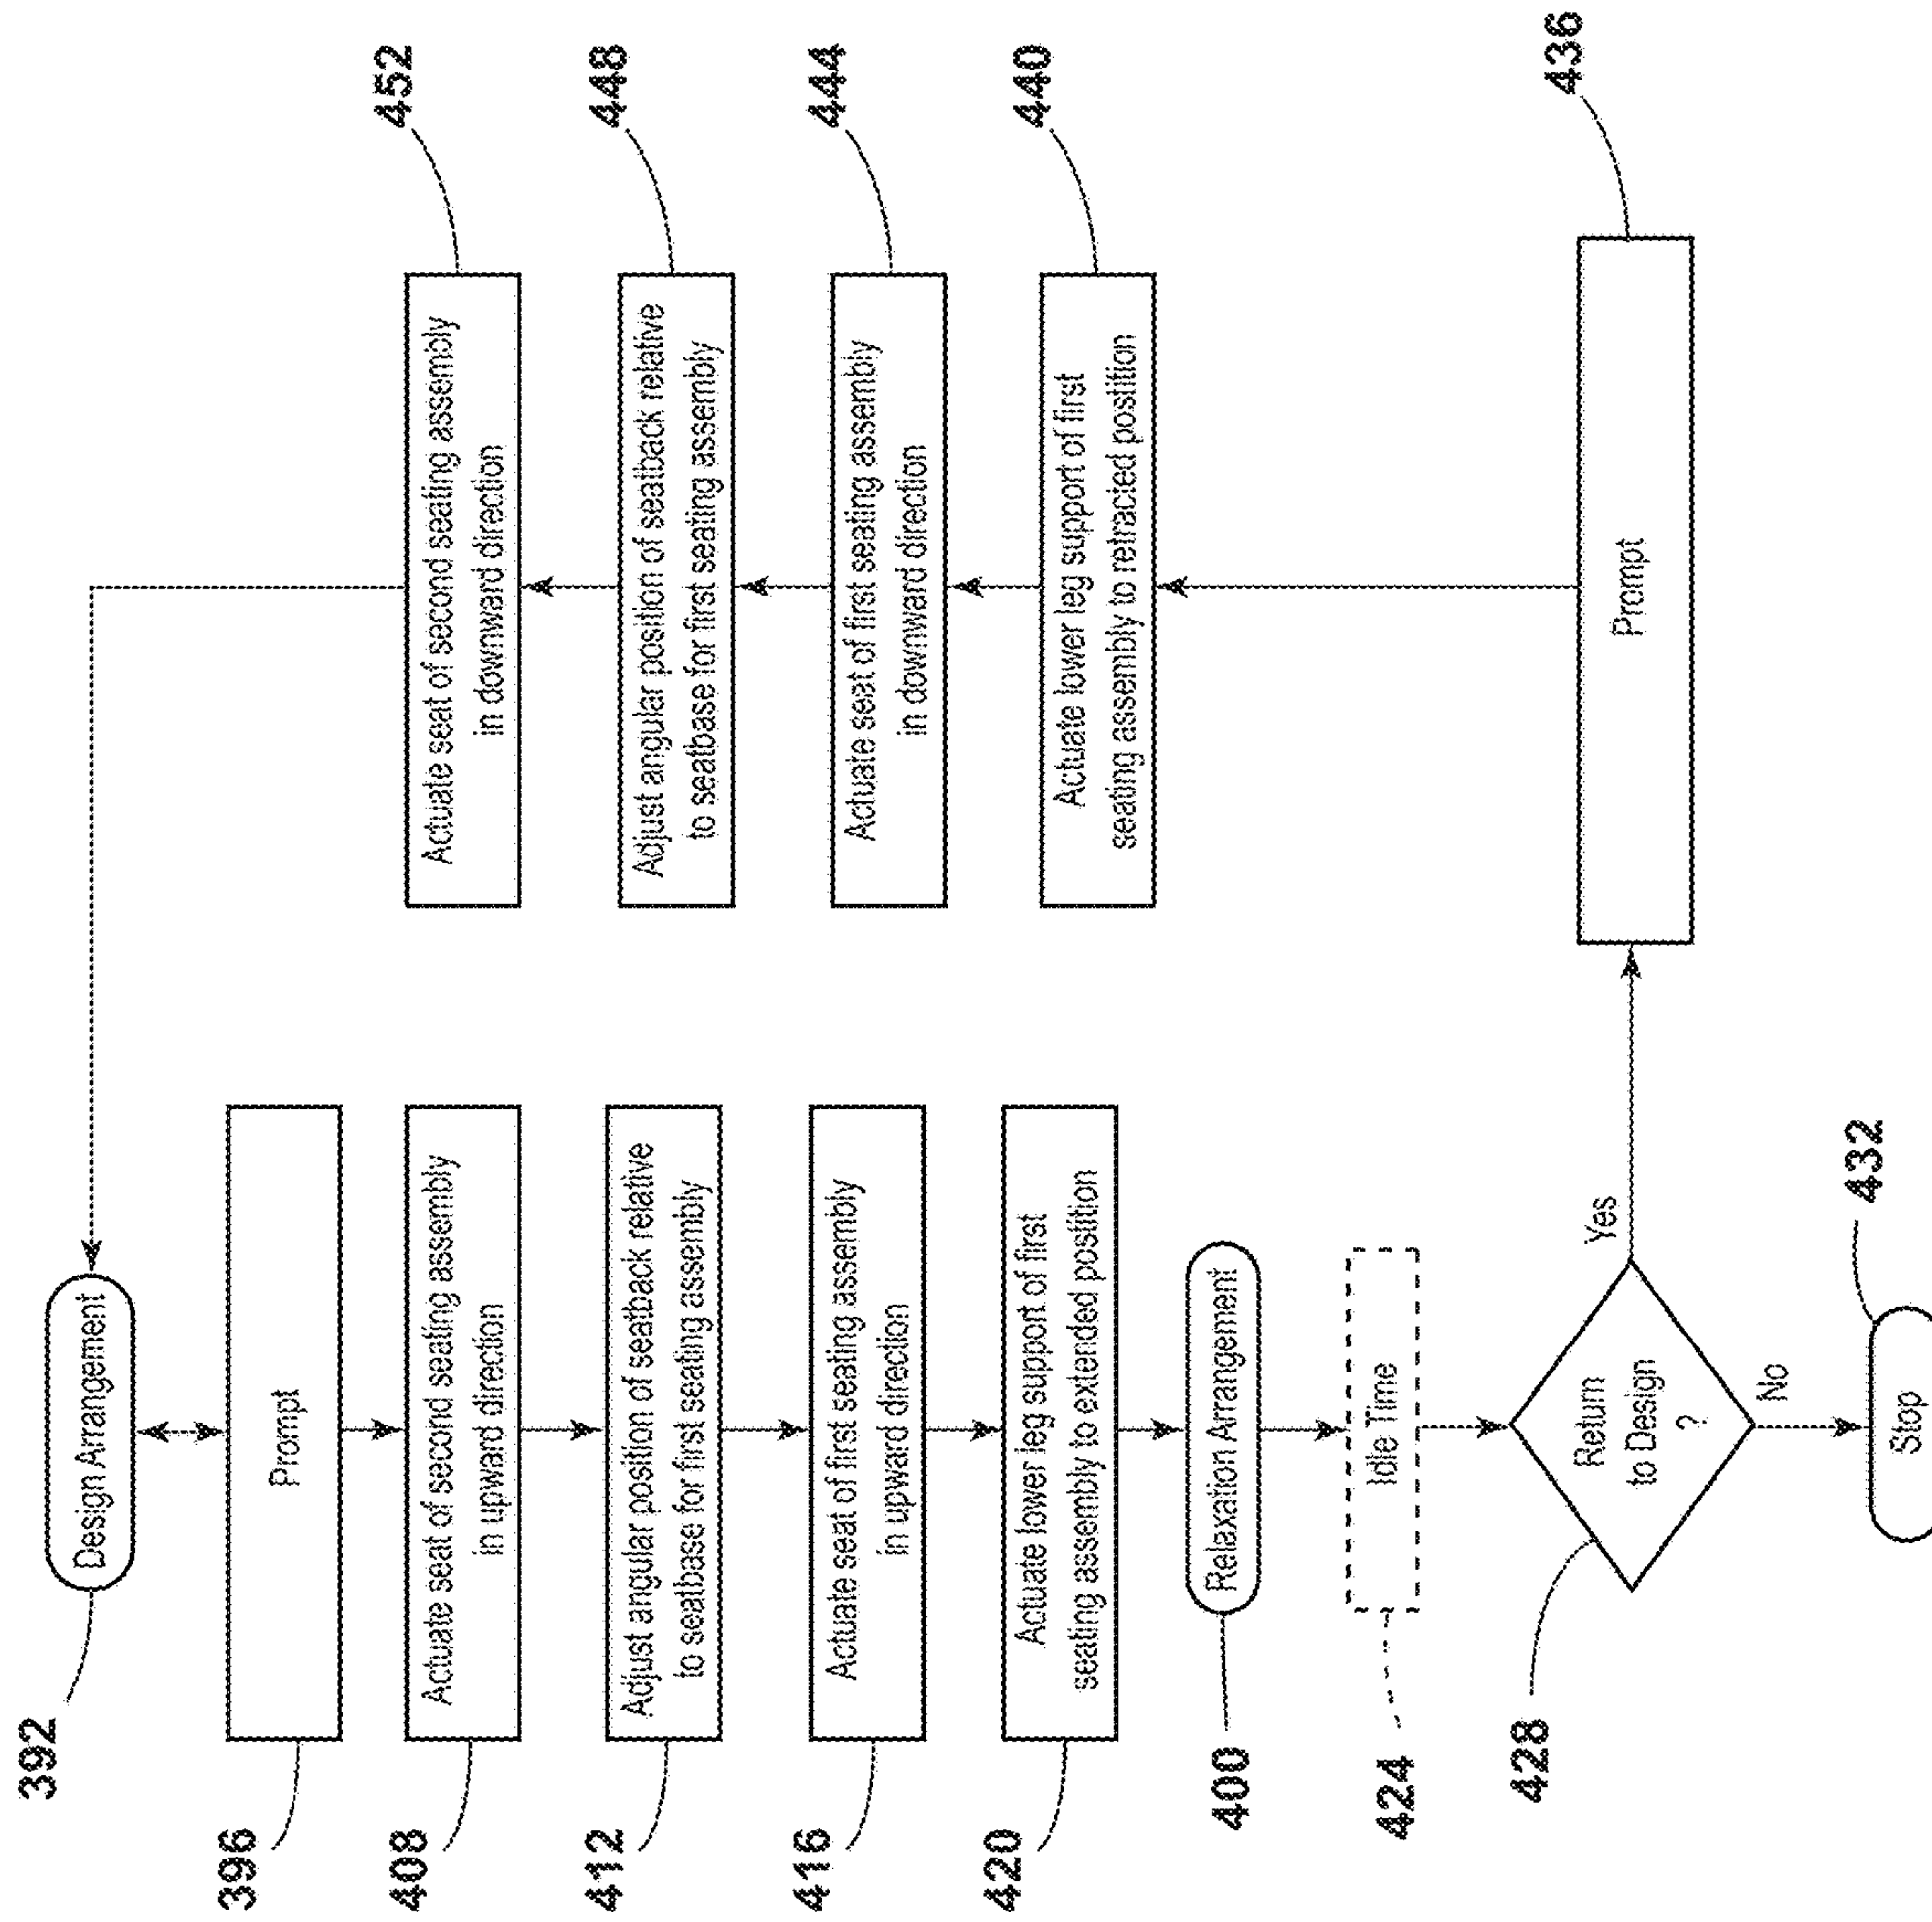 392
Design Arrangement
396
Prompt
408
Actuate seat of second seating assembly
in upward direction
412
Adjust angular position of seatback relative
to seatbase for first seating assembly
416
Actuate seat of first seating assembly
in upward direction
420
Actuate lower leg support of first
seating assembly to extended postition
400
Relaxation Arrangement
424
Idle Time
428
Return
to Design
?
Yes
No
432
Stop
436
Prompt
440
Actuate lower leg support of first
seating assembly to retracted postition
444
Actuate seat of first seating assembly
in downward direction
448
Adjust angular position of seatback relative
to seatbase for first seating assembly
452
Actuate seat of second seating assembly
in downward direction